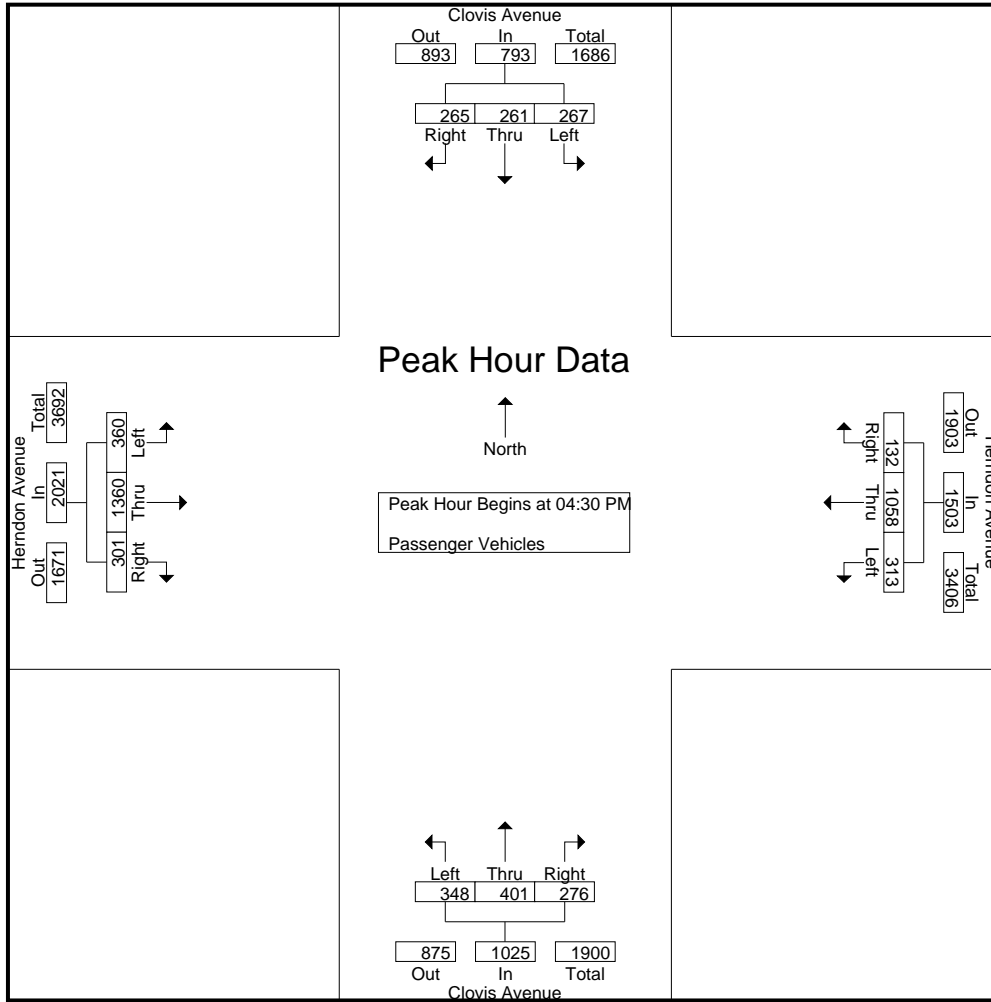 Clovis Avenue
Out In Total
893 793 1686
265 261 267
Right Thru Left
Peak Hour Data
North
Peak Hour Begins at 04:30 PM
Passenger Vehicles
Herndon Avenue
Total In Out
3692 2021 1671
360 1360 301
Left Thru Right
Herndon Avenue
Out In Total
1903 1503 3406
132 1058 313
Right Thru Left
Left Thru Right
348 401 276
875 1025 1900
Out In Total
Clovis Avenue